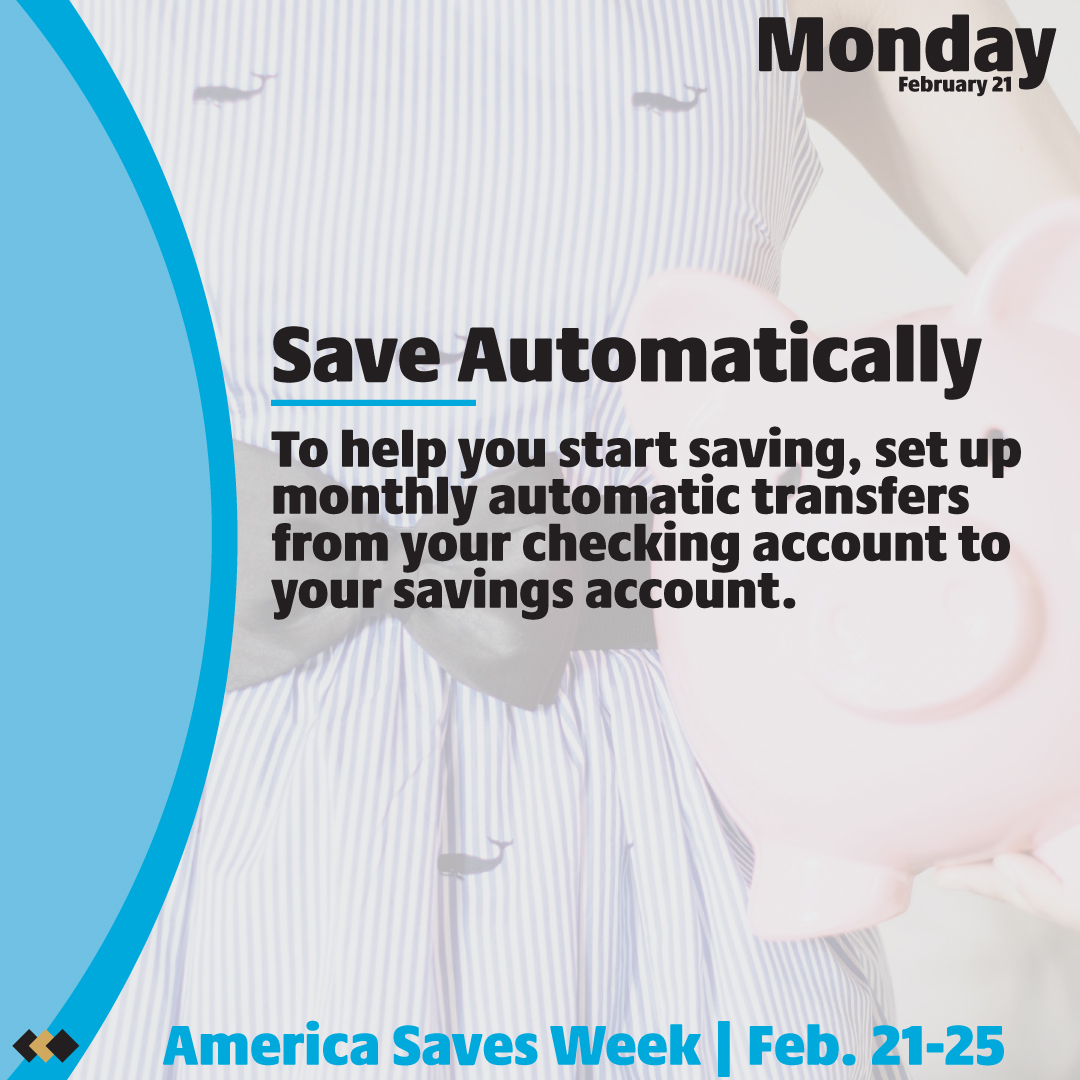 Monday
February 21
Save Automatically
To help you start saving, set up
monthly automatic transfers
from your checking account to
your savings account.
America Saves Week | Feb. 21-25